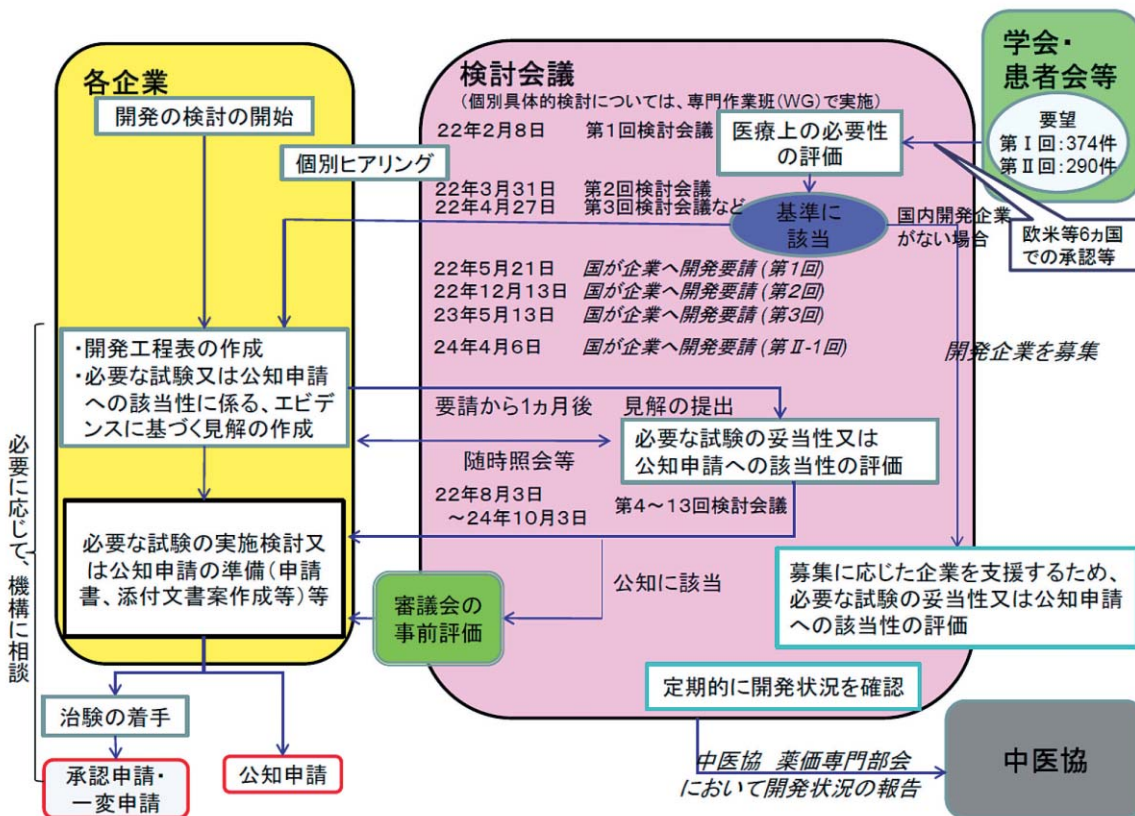 各企業
開発の検討の開始
個別ヒアリング
検討会議
(個別具体的検討については、専門作業班(WG)で実施)
22年2月8日　第1回検討会議
医療上の必要性
の評価
学会・
患者会等
要望
第Ⅰ回:374件
第Ⅱ回:290件
22年3月31日　第2回検討会議
22年4月27日　第3回検討会議など
基準に
該当
国内開発企業
がない場合
欧米等6ヵ国
での承認等
22年5月21日　国が企業へ開発要請(第1回)
22年12月13日　国が企業へ開発要請(第2回)
23年5月13日　国が企業へ開発要請(第3回)
24年4月6日　国が企業へ開発要請(第Ⅱ-1回)
開発企業を募集
・開発工程表の作成
・必要な試験又は公知申請
への該当性に係る、エビデ
ンスに基づく見解の作成
要請から1ヵ月後　見解の提出
必要な試験の妥当性又は
公知申請への該当性の評価
随時照会等
22年8月3日
～24年10月3日
第4～13回検討会議
必要に応じて、機構に相談
必要な試験の実施検討又
は公知申請の準備(申請
書、添付文書案作成等)等
公知に該当
審議会の
事前評価
募集に応じた企業を支援するため、
必要な試験の妥当性又は公知申請
への該当性の評価
定期的に開発状況を確認
治験の着手
承認申請・
一変申請
公知申請
中医協　薬価専門部会
において開発状況の報告
中医協